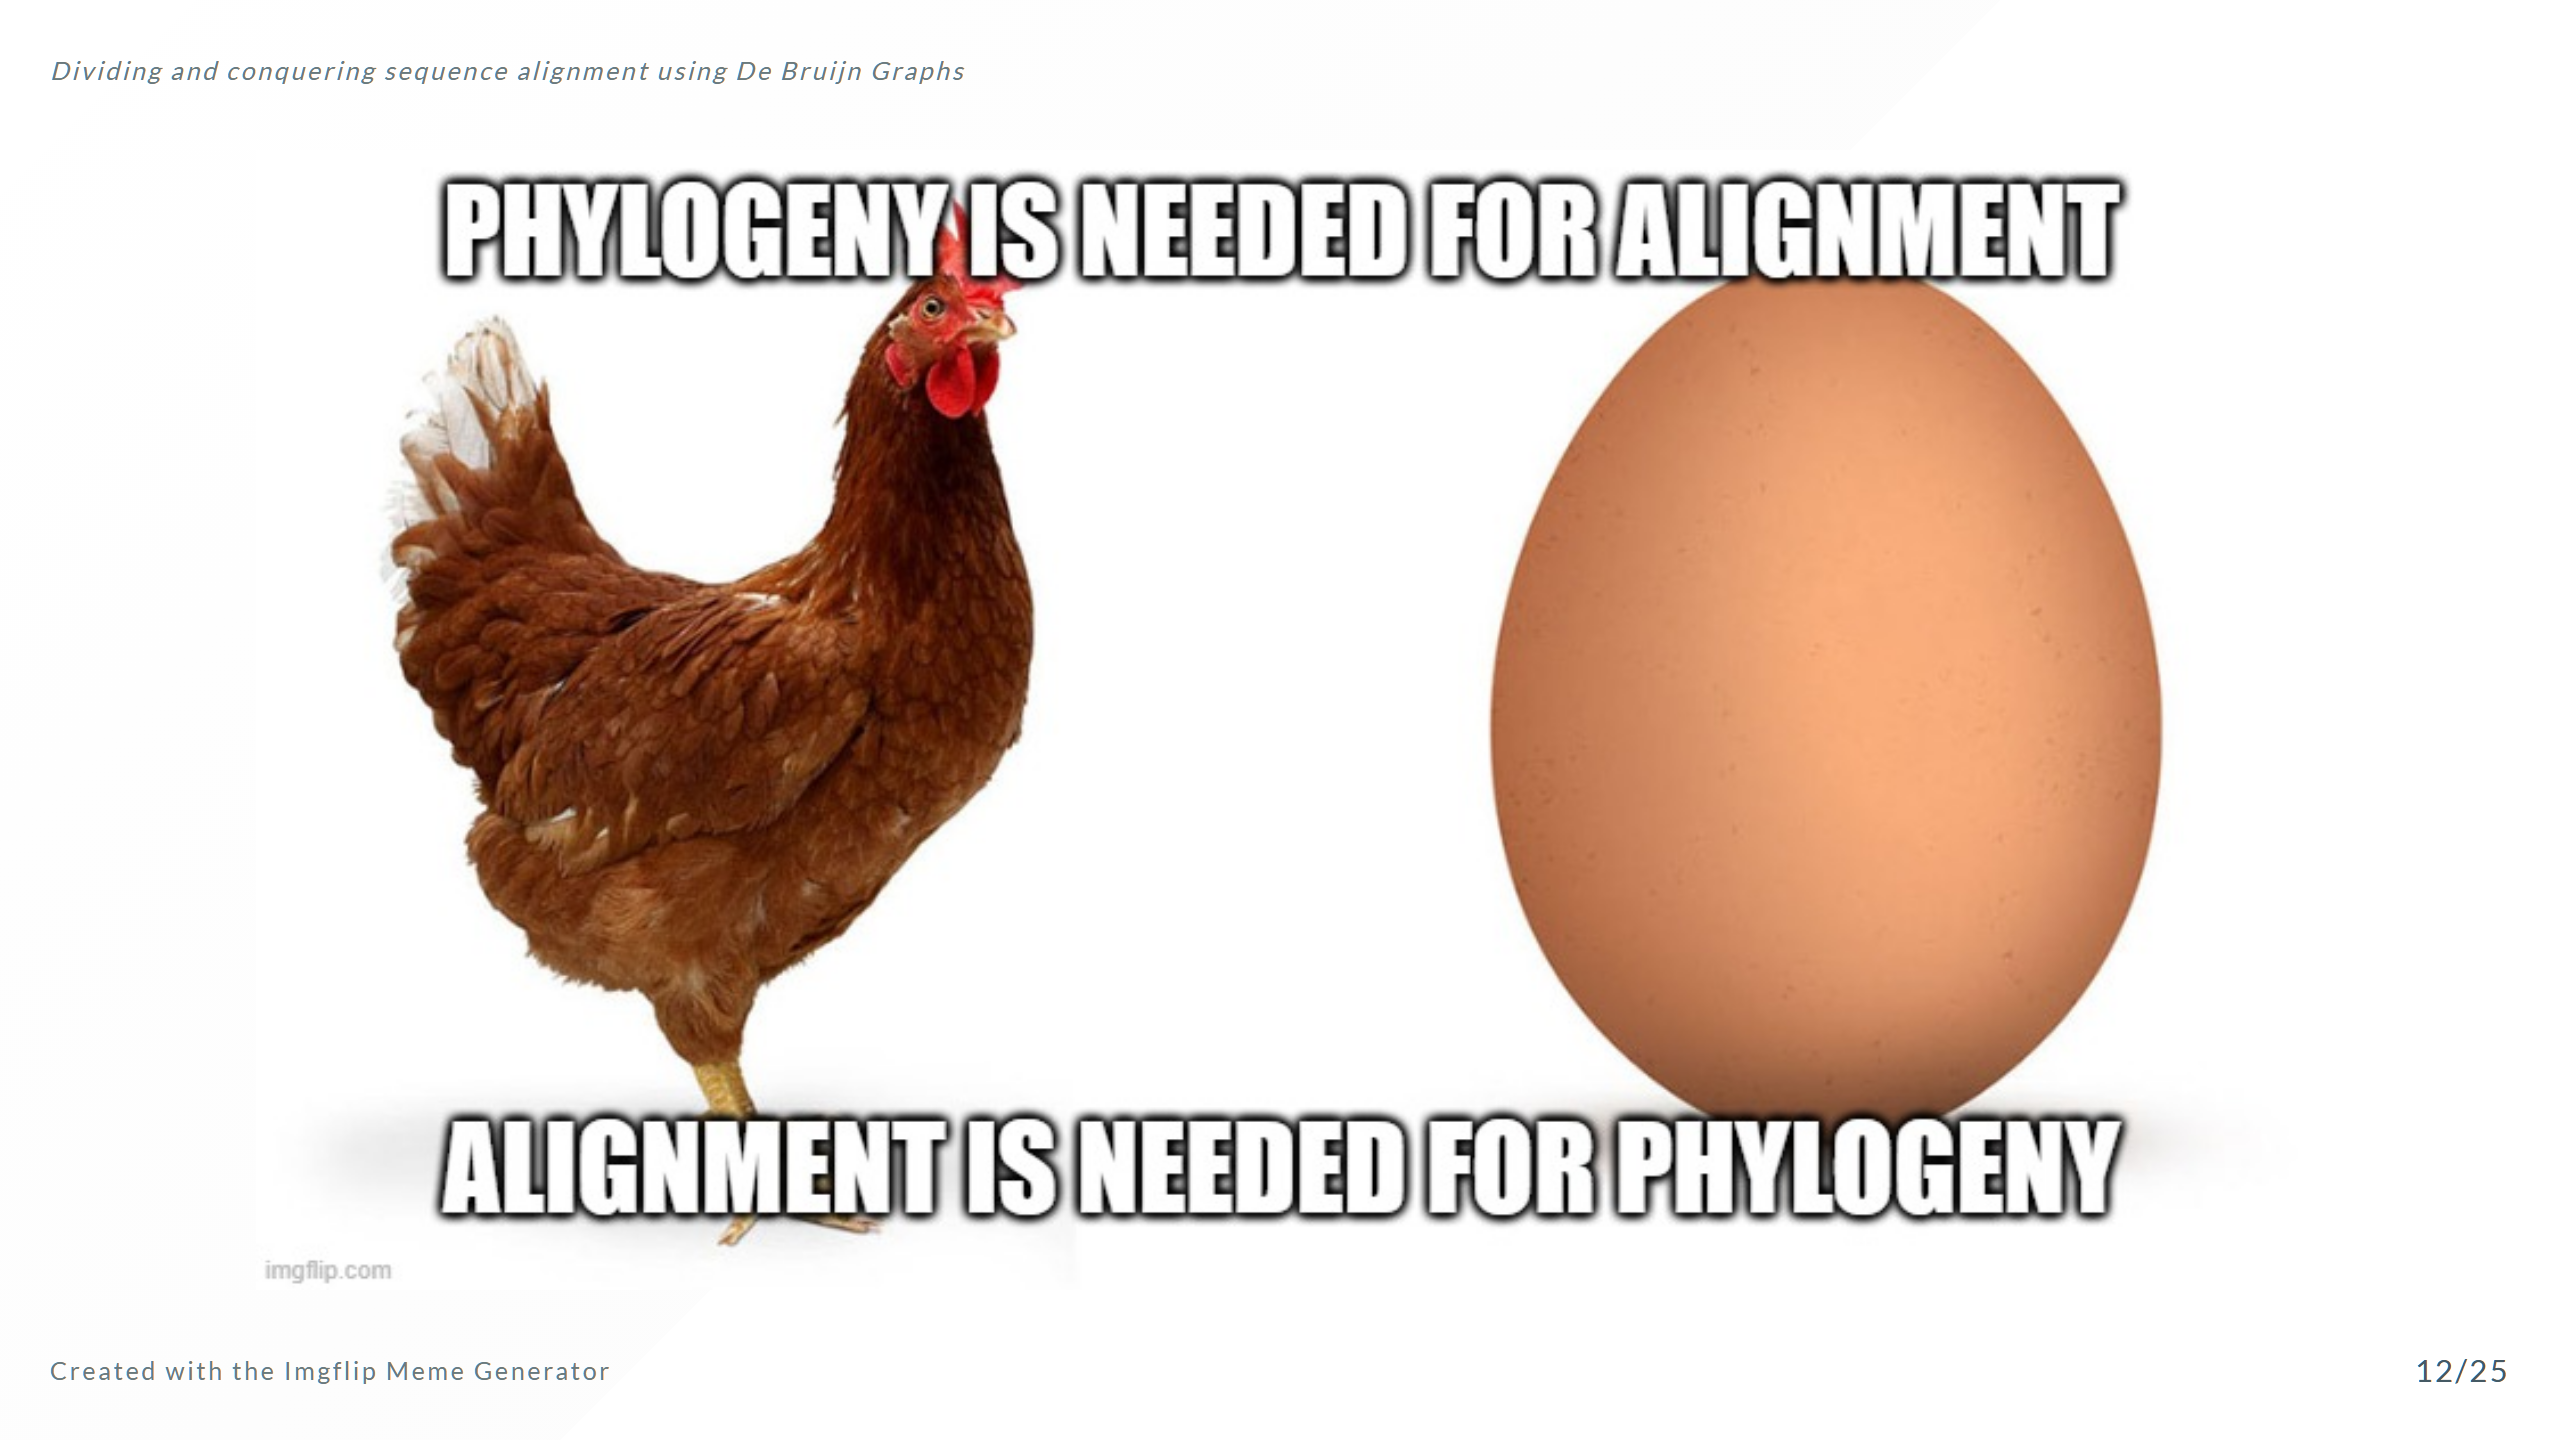 Dividing and conquering sequence alignment using De Bruijn Graphs
PHYLOGENY IS NEEDED FOR ALIGNMENT
ALIGNMENT IS NEEDED FOR PHYLOGENY
imgflip.com
Created with the Imgflip Meme Generator
12/25